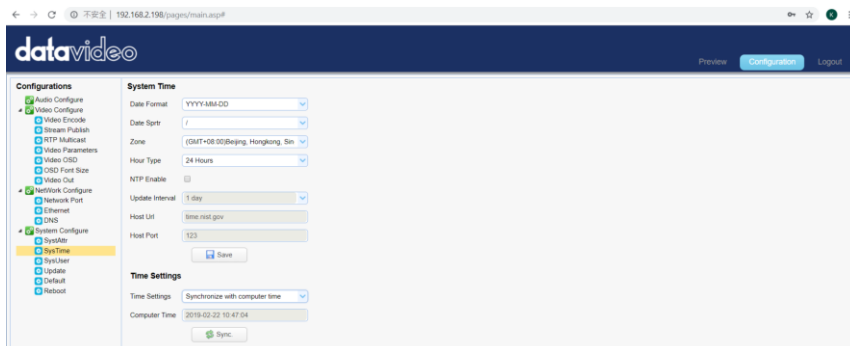 不安全 | 192.168.2.198/pages/main.asp#
K
datavideo
Preview
Configuration
Logout
Configurations
Audio Configure
Video Configure
Video Encode
Stream Publish
RTP Multicast
Video Parameters
Video OSD
OSD Font Size
Video Out
NetWork Configure
Network Port
Ethernet
DNS
System Configure
SystAttr
SysTime
SysUser
Update
Default
Reboot
System Time
Date Format YYYY-MM-DD
Date Sprtr /
Zone (GMT+08:00)Beijing, Hongkong, Sin
Hour Type 24 Hours
NTP Enable
Update Interval 1 day
Host Url time.nist.gov
Host Port 123
Save
Time Settings
Time Settings Synchronize with computer time
Computer Time 2019-02-22 10:47:04
Sync.